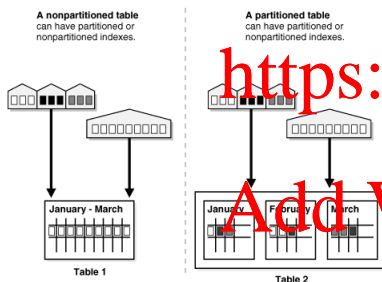 A nonpartitioned table
can have partitioned or
nonpartitioned indexes.
A partitioned table
can have partitioned or
nonpartitioned indexes.
https:
January - March
January
February
March
Add
Table 1
Table 2